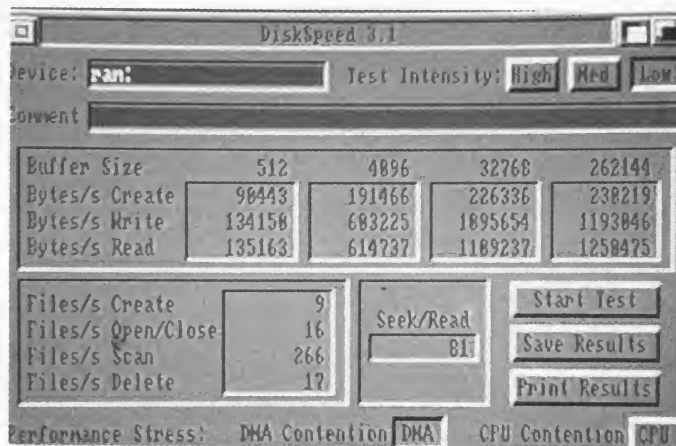 DiskSpeed 3.1
Device: ram: Test Intensity: High Med Low
Comment
Buffer Size 512 4096 32768 262144
Bytes/s Create 90443 191466 226336 238219
Bytes/s Write 134150 603225 1095654 1193046
Bytes/s Read 135163 614737 1109237 1250475
Files/s Create 9
Files/s Open/Close 16
Files/s Scan 266
Files/s Delete 17
Seek/Read
81
Start Test
Save Results
Print Results
Performance Stress: DMA Contention DMA CPU Contention CPU